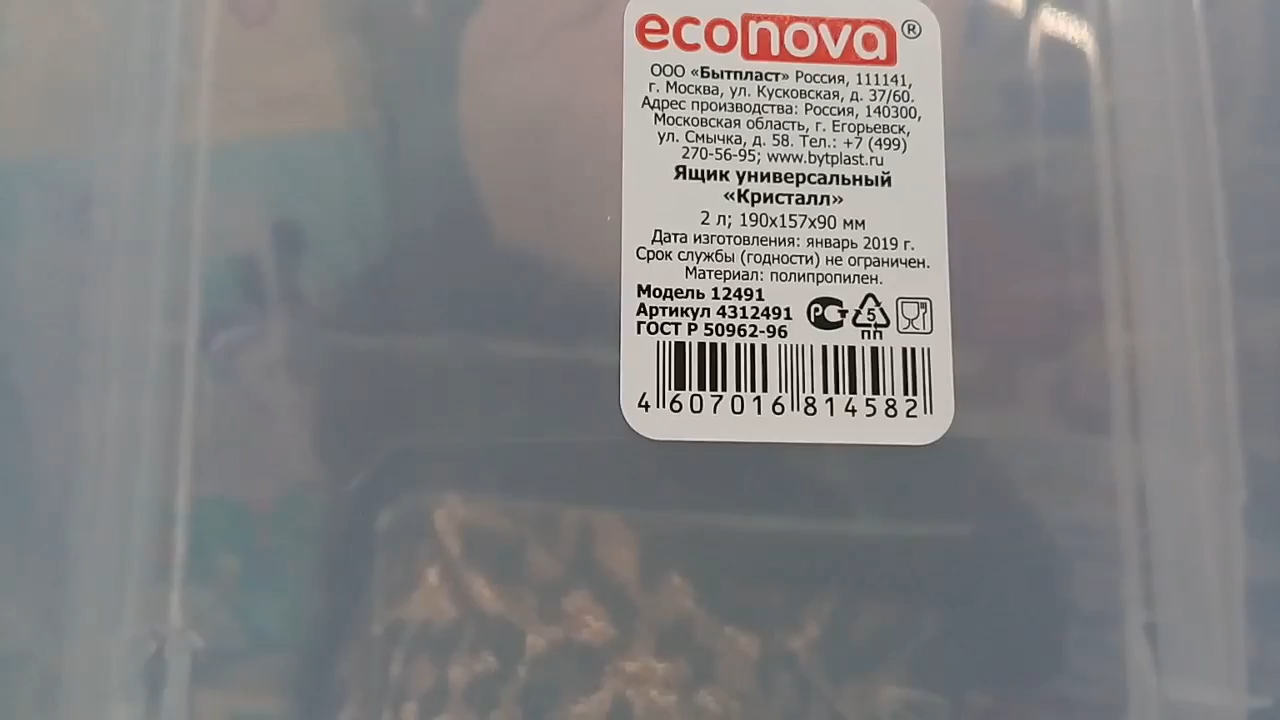 econova®
ООО «Бытпласт» Россия, 111141,
г. Москва, ул. Кусковская, д. 37/60.
Адрес производства: Россия, 140300,
Московская область, г. Егорьевск,
ул. Смычка, д. 58. Тел.: +7 (499)
270-56-95; www.bytplast.ru
Ящик универсальный
«Кристалл»
2 л; 190х157х90 мм
Дата изготовления: январь 2019 г.
Срок службы (годности) не ограничен.
Материал: полипропилен.
Модель 12491
Артикул 4312491
ГОСТ Р 50962-96
РСТ
5
ПП
4 607016 814582